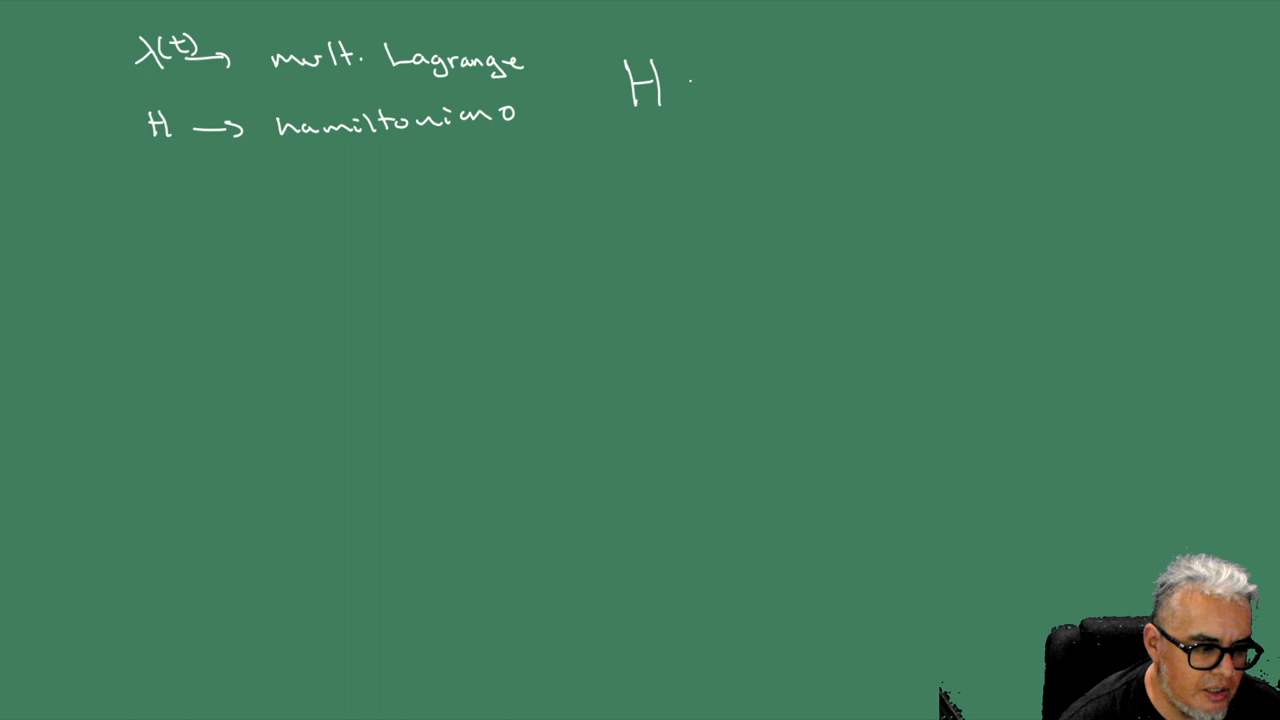 λ(t) → mult. Lagrange
H → hamiltoniano
H